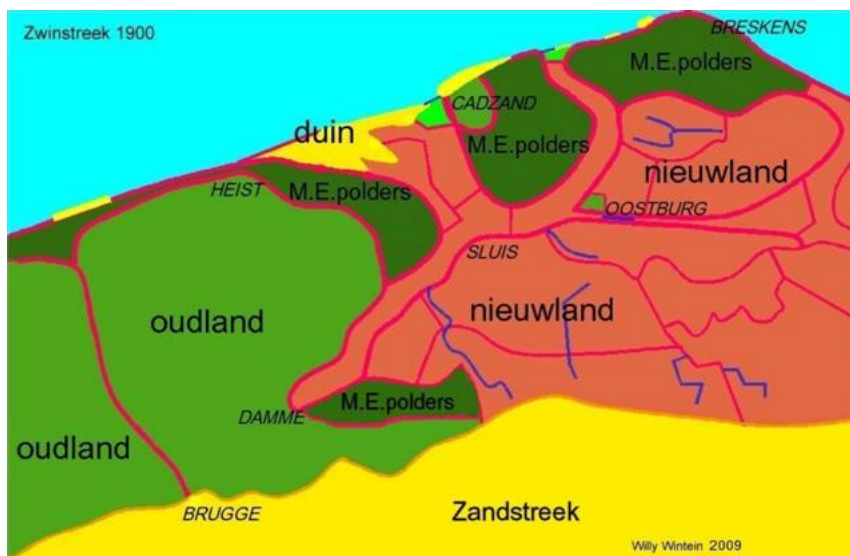 Zwinstreek 1900
BRESKENS
M.E.polders
CADZAND
duin
M.E.polders
nieuwland
HEIST
M.E.polders
OOSTBURG
SLUIS
oudland
nieuwland
M.E.polders
DAMME
oudland
BRUGGE
Zandstreek
Willy Wintein 2009